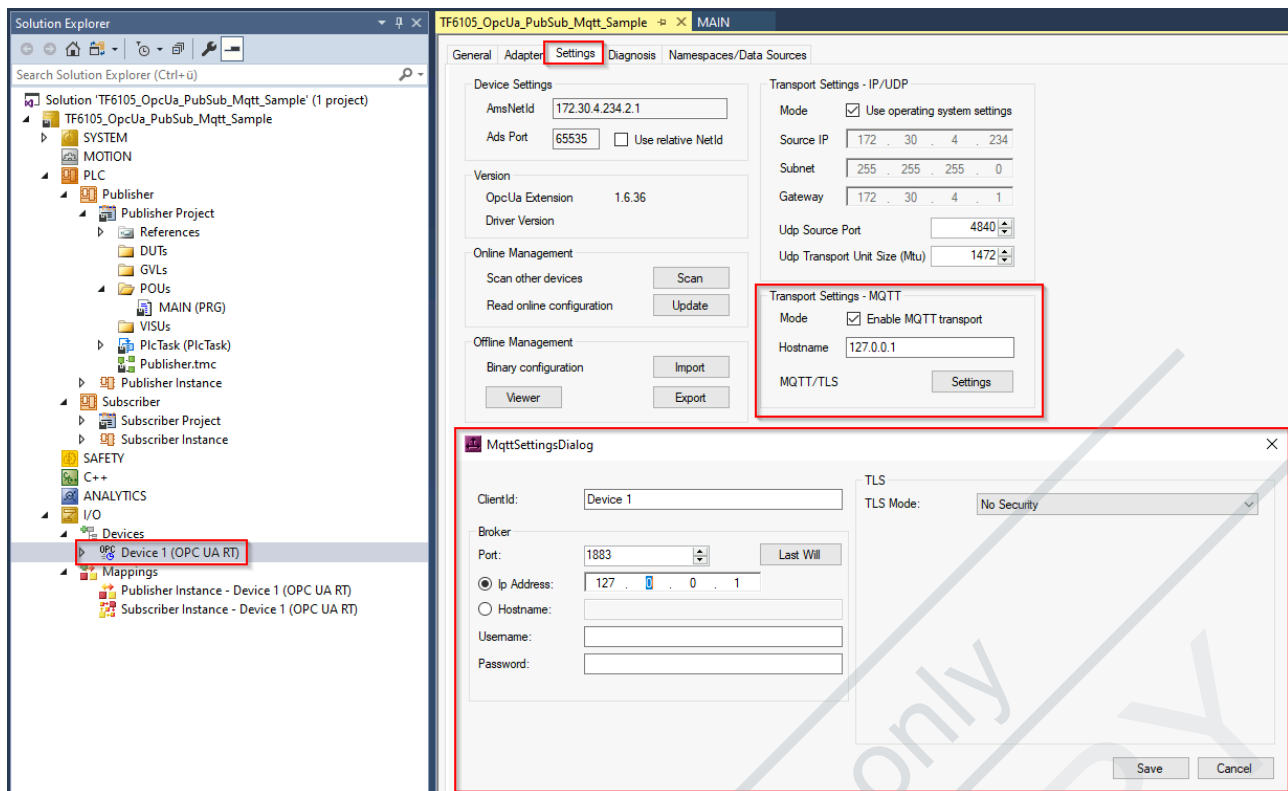 Solution Explorer
Search Solution Explorer (Ctrl+ü)
Solution 'TF6105_OpcUa_PubSub_Mqtt_Sample' (1 project)
TF6105_OpcUa_PubSub_Mqtt_Sample
SYSTEM
MOTION
PLC
Publisher
Publisher Project
References
DUTs
GVLs
POUs
MAIN (PRG)
VISUs
PlcTask (PlcTask)
Publisher.tmc
Publisher Instance
Subscriber
Subscriber Project
Subscriber Instance
SAFETY
C++
ANALYTICS
I/O
Devices
Device 1 (OPC UA RT)
Mappings
Publisher Instance - Device 1 (OPC UA RT)
Subscriber Instance - Device 1 (OPC UA RT)
TF6105_OpcUa_PubSub_Mqtt_Sample MAIN
General Adapter Settings Diagnosis Namespaces/Data Sources
Device Settings
AmsNetId 172.30.4.234.2.1
Ads Port 65535 Use relative NetId
Version
OpcUa Extension 1.6.36
Driver Version
Online Management
Scan other devices Scan
Read online configuration Update
Offline Management
Binary configuration Import
Viewer Export
Transport Settings - IP/UDP
Mode Use operating system settings
Source IP 172 . 30 . 4 . 234
Subnet 255 . 255 . 255 . 0
Gateway 172 . 30 . 4 . 1
Udp Source Port 4840
Udp Transport Unit Size (Mtu) 1472
Transport Settings - MQTT
Mode Enable MQTT transport
Hostname 127.0.0.1
MQTT/TLS Settings
MqttSettingsDialog
ClientId: Device 1
Broker
Port: 1883 Last Will
Ip Address: 127 . 0 . 0 . 1
Hostname:
Username:
Password:
TLS
TLS Mode: No Security
Save Cancel
only